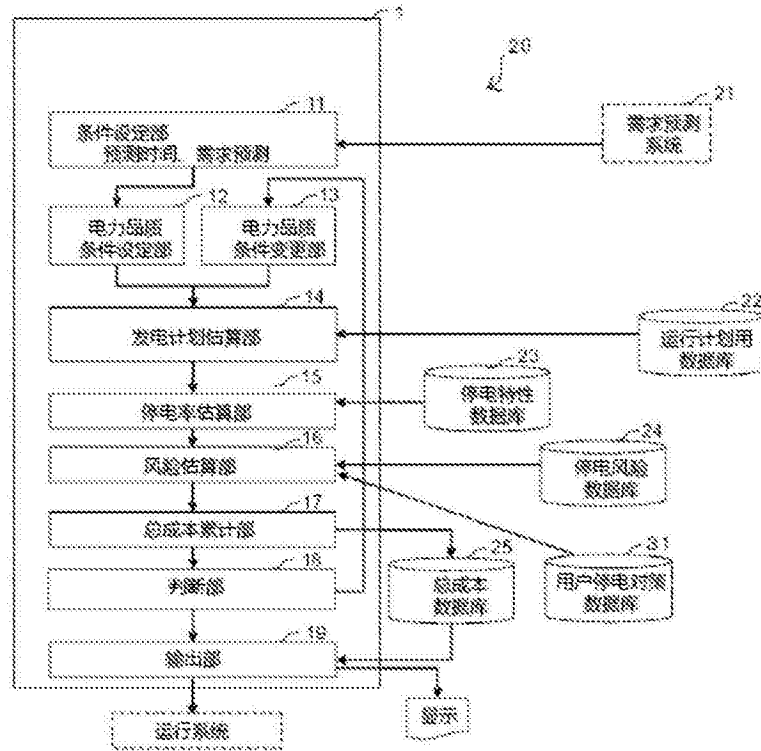 1
20
11
条件设定部
预测时间、需求预测
21
需求预测
系统
12
电力品质
条件设定部
13
电力品质
条件变更部
14
发电计划估算部
22
运行计划用
数据库
15
停电率估算部
23
停电特性
数据库
16
风险估算部
24
停电风险
数据库
17
总成本累计部
25
总成本
数据库
31
用户停电对策
数据库
18
判断部
19
输出部
显示
运行系统